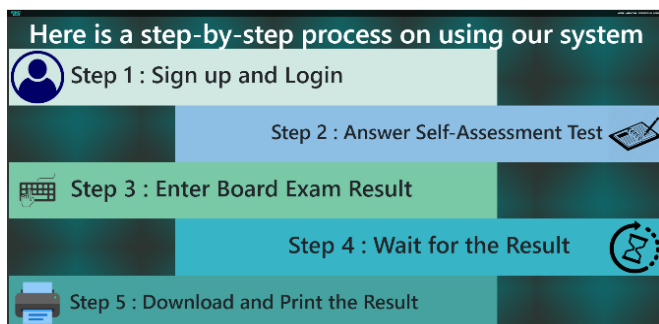 Here is a step-by-step process on using our system
Step 1 : Sign up and Login
Step 2 : Answer Self-Assessment Test
Step 3 : Enter Board Exam Result
Step 4 : Wait for the Result
Step 5 : Download and Print the Result